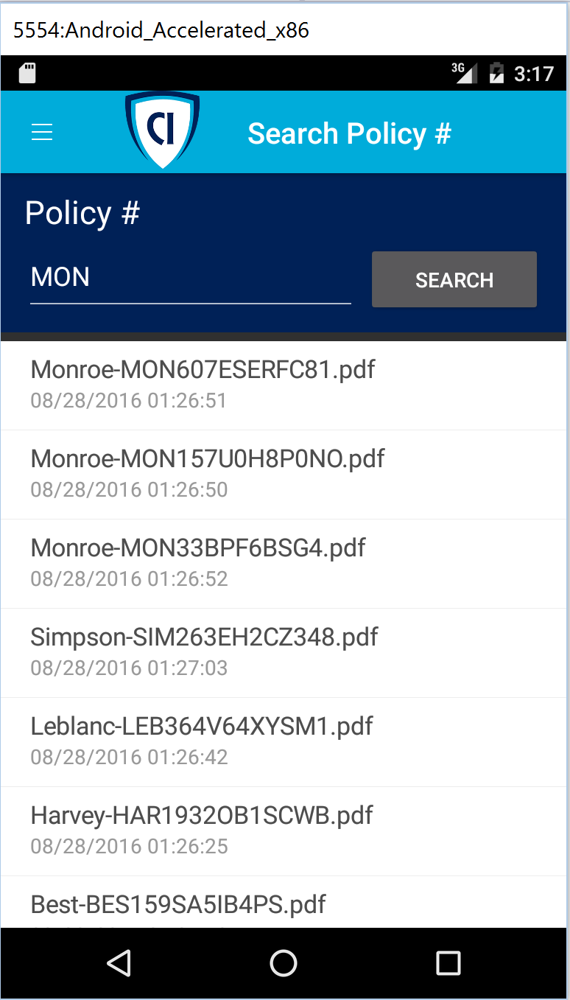 5554:Android_Accelerated_x86
3G 3:17
CI Search Policy #
Policy #
MON SEARCH
Monroe-MON607ESERFC81.pdf
08/28/2016 01:26:51
Monroe-MON157U0H8P0NO.pdf
08/28/2016 01:26:50
Monroe-MON33BPF6BSG4.pdf
08/28/2016 01:26:52
Simpson-SIM263EH2CZ348.pdf
08/28/2016 01:27:03
Leblanc-LEB364V64XYSM1.pdf
08/28/2016 01:26:42
Harvey-HAR1932OB1SCWB.pdf
08/28/2016 01:26:25
Best-BES159SA5IB4PS.pdf